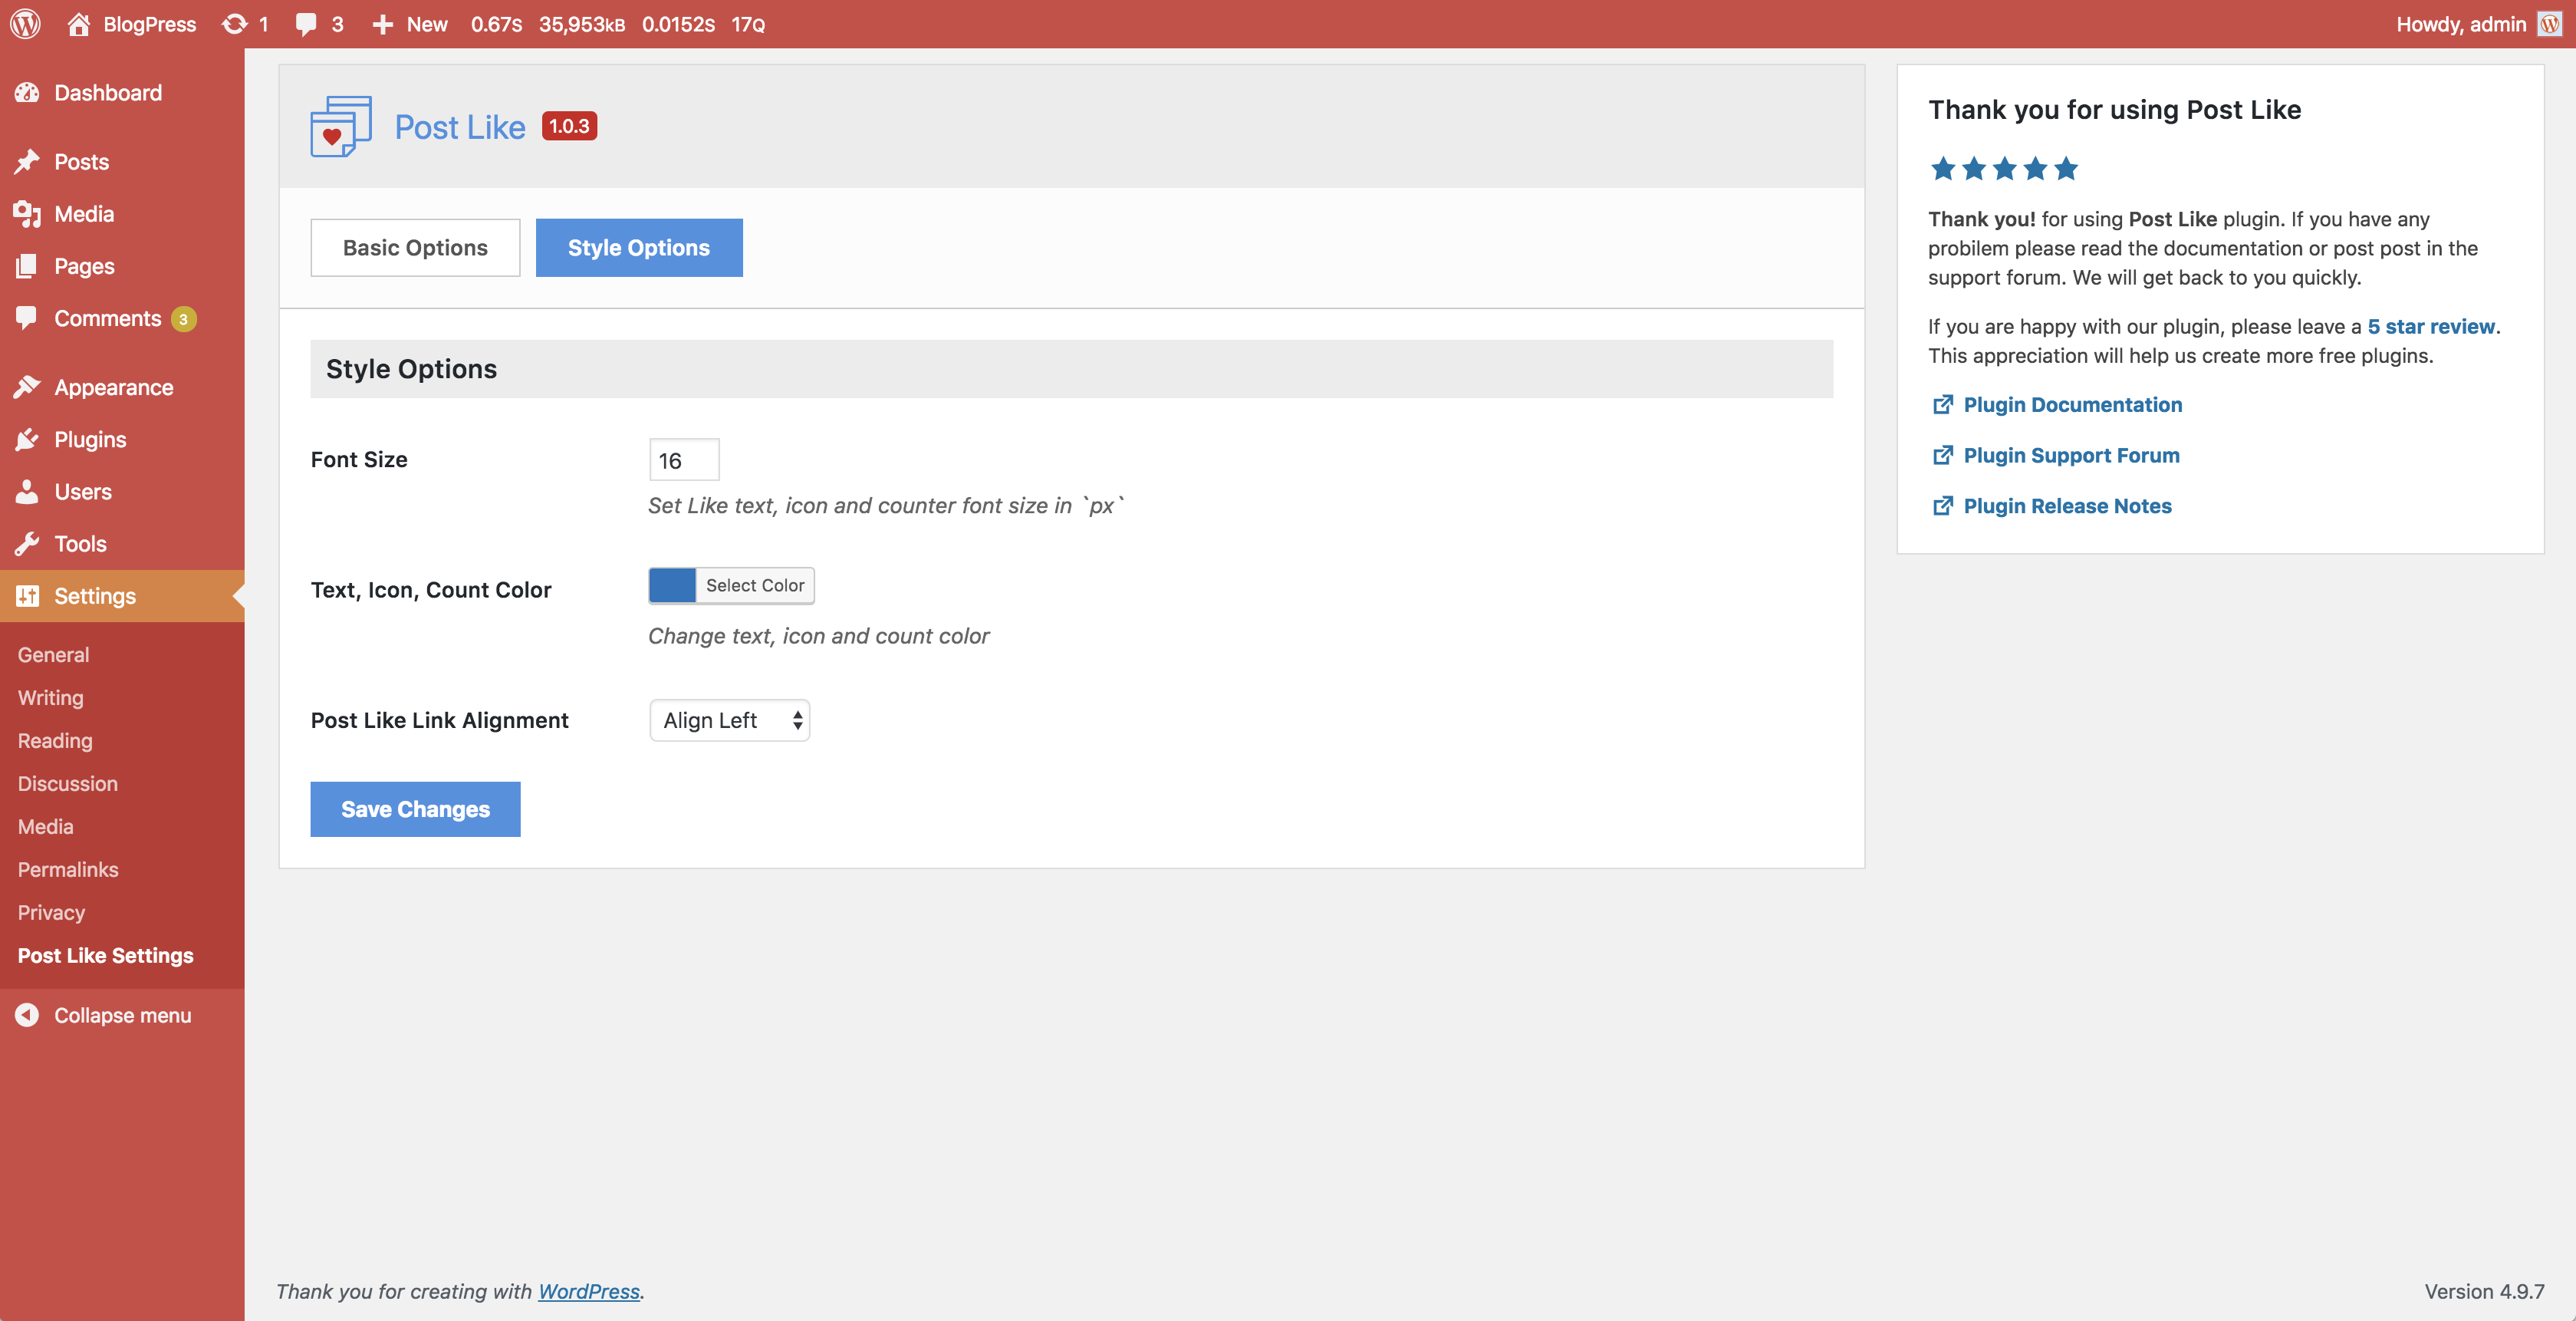 BlogPress 1 3 New 0.67s 35,953kB 0.0152s 17Q Howdy, admin
Dashboard
Posts
Media
Pages
Comments 3
Appearance
Plugins
Users
Tools
Settings
General
Writing
Reading
Discussion
Media
Permalinks
Privacy
Post Like Settings
Collapse menu
Post Like 1.0.3
Basic Options Style Options
Style Options
Font Size 16
Set Like text, icon and counter font size in `px`
Text, Icon, Count Color Select Color
Change text, icon and count color
Post Like Link Alignment Align Left
Save Changes
Thank you for using Post Like
Thank you! for using Post Like plugin. If you have any
probilem please read the documentation or post post in the
support forum. We will get back to you quickly.
If you are happy with our plugin, please leave a 5 star review.
This appreciation will help us create more free plugins.
Plugin Documentation
Plugin Support Forum
Plugin Release Notes
Thank you for creating with WordPress. Version 4.9.7